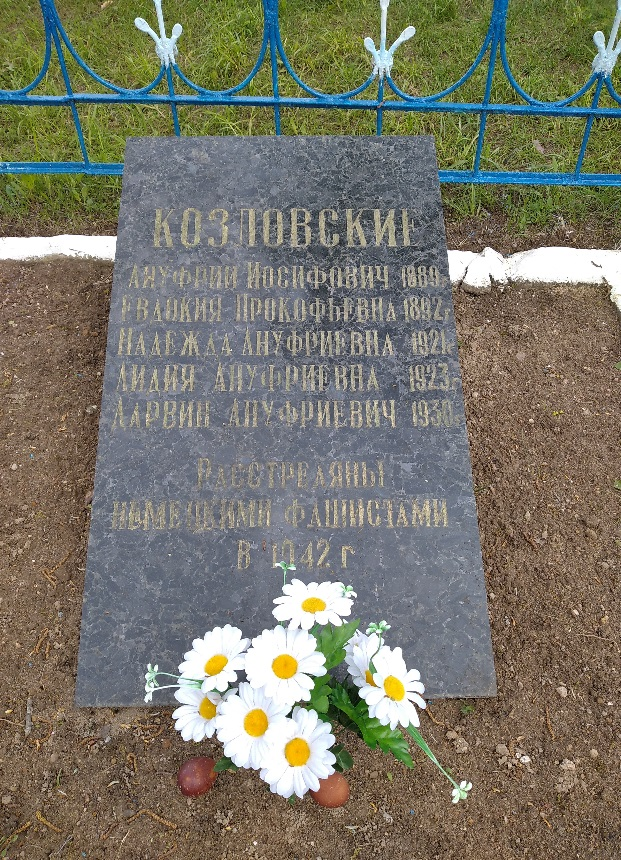 КОЗЛОВСКИЕ
АНУФРИЙ ИОСИФОВИЧ 1889г
ЕВДОКИЯ ПРОКОФЬЕВНА 1892г
НАДЕЖДА АНУФРИЕВНА 1921г
ЛИДИЯ АНУФРИЕВНА 1923г
ДАРВИН АНУФРИЕВИЧ 1930г
РАССТРЕЛЯНЫ
НЕМЕЦКИМИ ФАШИСТАМИ
В 1942 г